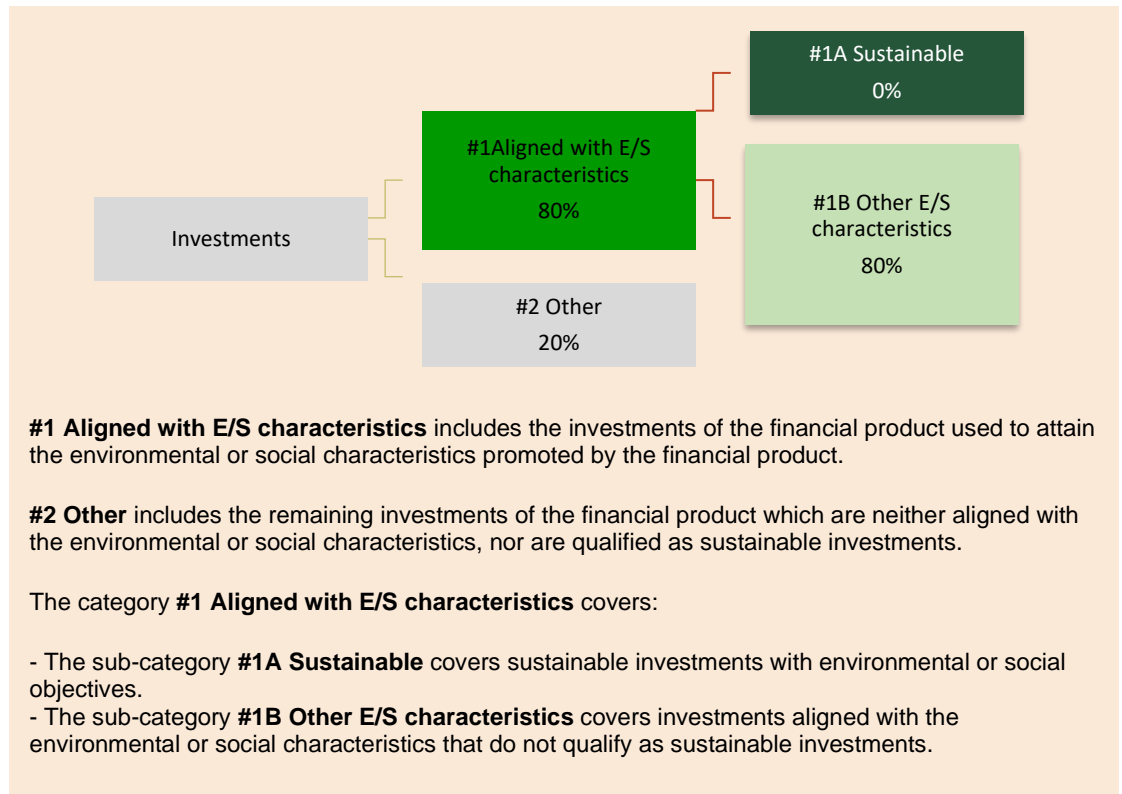 #1A Sustainable
0%
#1Aligned with E/S
characteristics
80%
#1B Other E/S
characteristics
80%
Investments
#2 Other
20%
#1 Aligned with E/S characteristics includes the investments of the financial product used to attain
the environmental or social characteristics promoted by the financial product.
#2 Other includes the remaining investments of the financial product which are neither aligned with
the environmental or social characteristics, nor are qualified as sustainable investments.
The category #1 Aligned with E/S characteristics covers:
- The sub-category #1A Sustainable covers sustainable investments with environmental or social
objectives.
- The sub-category #1B Other E/S characteristics covers investments aligned with the
environmental or social characteristics that do not qualify as sustainable investments.